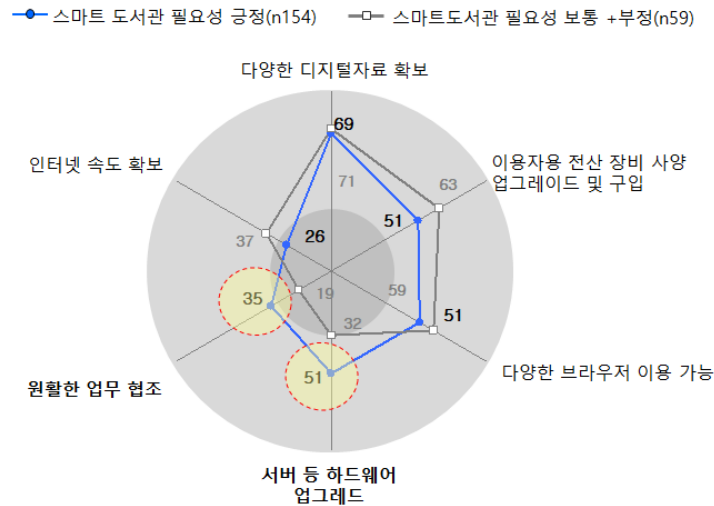 스마트 도서관 필요성 긍정(n154) 스마트도서관 필요성 보통 +부정(n59)
다양한 디지털자료 확보
69
인터넷 속도 확보
이용자용 전산 장비 사양
업그레이드 및 구입
71
63
51
26
37
35
19
59
51
32
51
다양한 브라우저 이용 가능
원활한 업무 협조
서버 등 하드웨어
업그레드